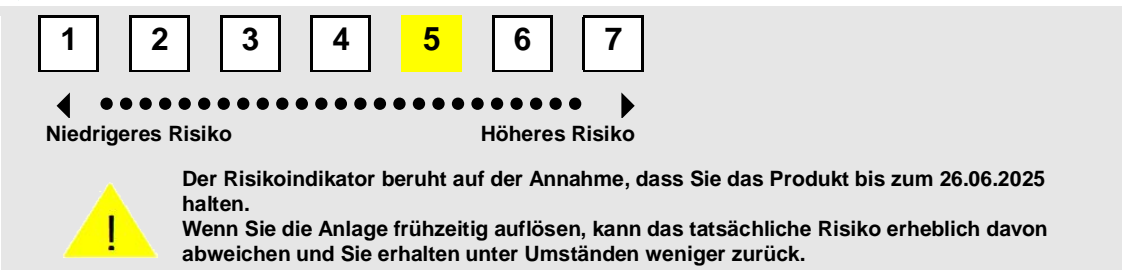 1 2 3 4 5 6 7
Niedrigeres Risiko Höheres Risiko
Der Risikoindikator beruht auf der Annahme, dass Sie das Produkt bis zum 26.06.2025
halten.
Wenn Sie die Anlage frühzeitig auflösen, kann das tatsächliche Risiko erheblich davon
! abweichen und Sie erhalten unter Umständen weniger zurück.